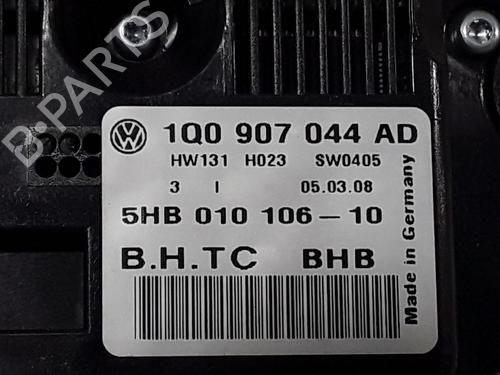 B-PARTS
1Q0 907 044 AD
HW131 H023 SW0405
3 I 05.03.08
5HB 010 106-10
B.H.TC BHB
Made in Germany